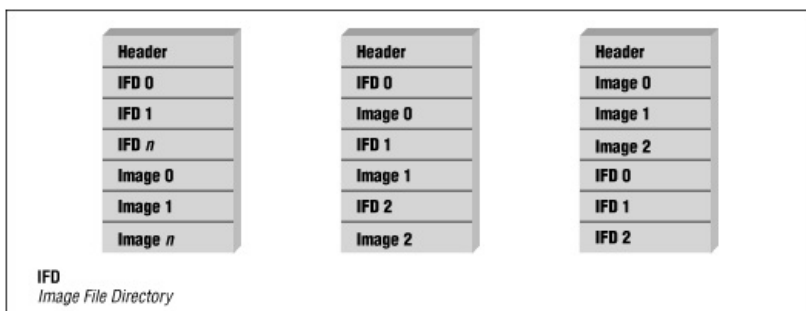 Header
IFD 0
IFD 1
IFD n
Image 0
Image 1
Image n
Header
IFD 0
Image 0
IFD 1
Image 1
IFD 2
Image 2
Header
Image 0
Image 1
Image 2
IFD 0
IFD 1
IFD 2
IFD
Image File Directory